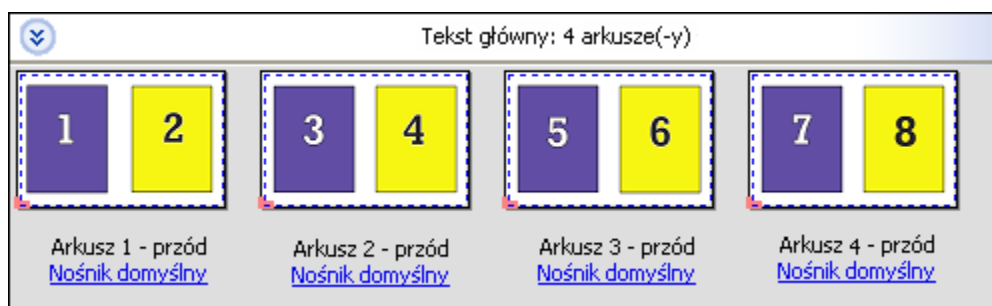 Tekst główny: 4 arkusze(-y)
1 2 3 4 5 6 7 8
Arkusz 1 - przód Arkusz 2 - przód Arkusz 3 - przód Arkusz 4 - przód
Nośnik domyślny Nośnik domyślny Nośnik domyślny Nośnik domyślny